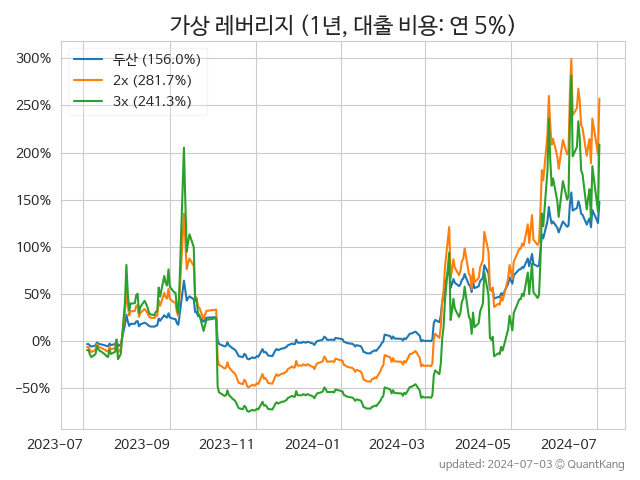 가상 레버리지 (1년, 대출 비용: 연 5%)
두산 (156.0%)
2x (281.7%)
3x (241.3%)
300%
250%
200%
150%
100%
50%
0%
−50%
2023-07 2023-09 2023-11 2024-01 2024-03 2024-05 2024-07
updated: 2024-07-03 © QuantKang